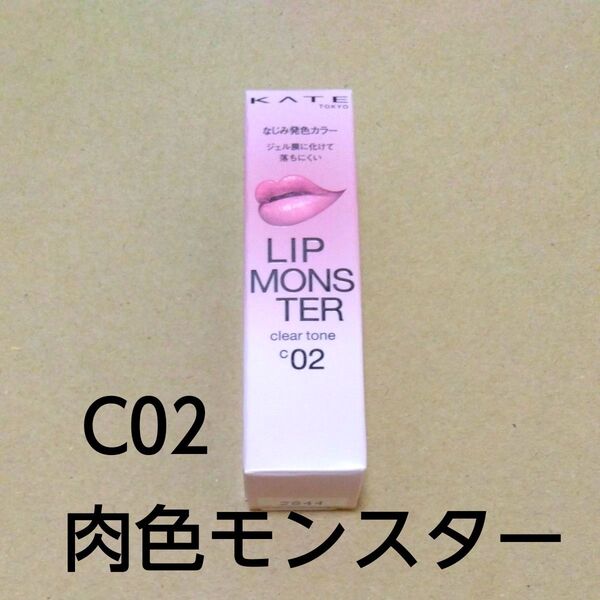 KATE
TOKYO
なじみ発色カラー
ジェル膜に化けて
落ちにくい
LIP
MONS
TER
clear tone
C02
C02
肉色モンスター